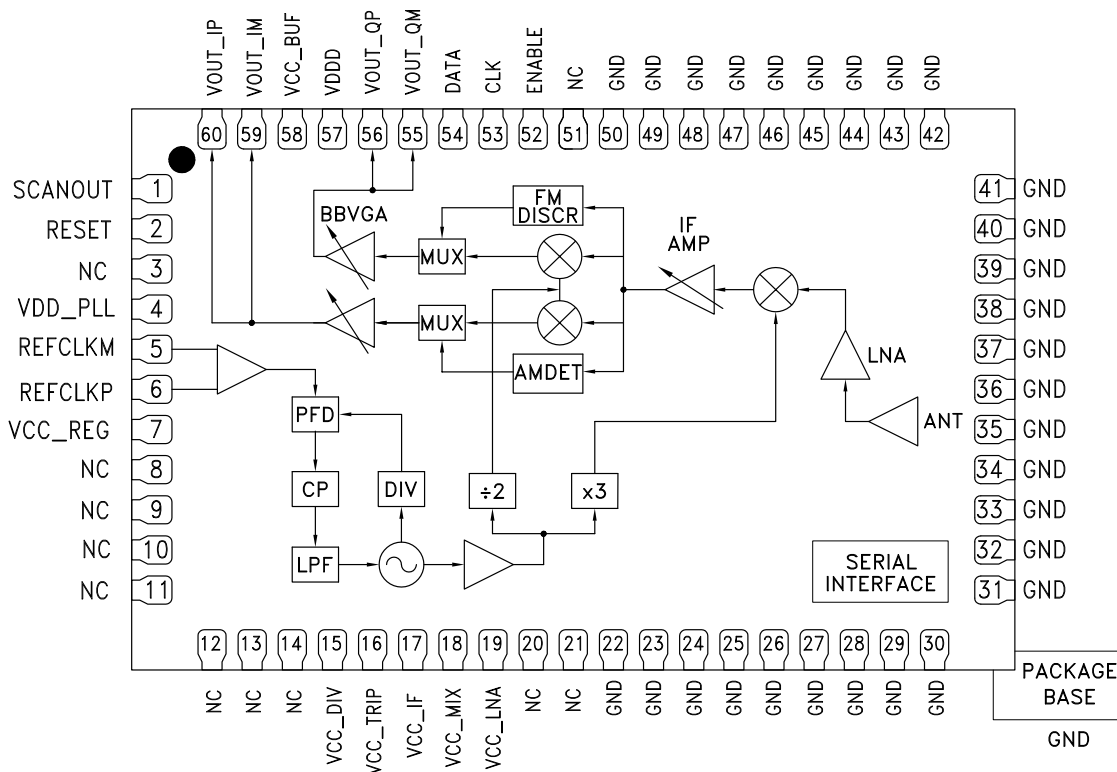 VOUT_IP
VOUT_IM
VCC_BUF
VDDD
VOUT_QP
VOUT_QM
DATA
CLK
ENABLE
NC
GND
GND
GND
GND
GND
GND
GND
GND
GND
60
59
58
57
56
55
54
53
52
51
50
49
48
47
46
45
44
43
42
SCANOUT 1
RESET 2
NC 3
VDD_PLL 4
REFCLKM 5
REFCLKP 6
VCC_REG 7
NC 8
NC 9
NC 10
NC 11
BBVGA
FM
DISCR
MUX
IF
AMP
MUX
AMDET
LNA
ANT
PFD
CP
DIV
÷2
x3
LPF
SERIAL
INTERFACE
41 GND
40 GND
39 GND
38 GND
37 GND
36 GND
35 GND
34 GND
33 GND
32 GND
31 GND
12
13
14
15
16
17
18
19
20
21
22
23
24
25
26
27
28
29
30
NC
NC
NC
VCC_DIV
VCC_TRIP
VCC_IF
VCC_MIX
VCC_LNA
NC
NC
GND
GND
GND
GND
GND
GND
GND
GND
GND
PACKAGE
BASE
GND